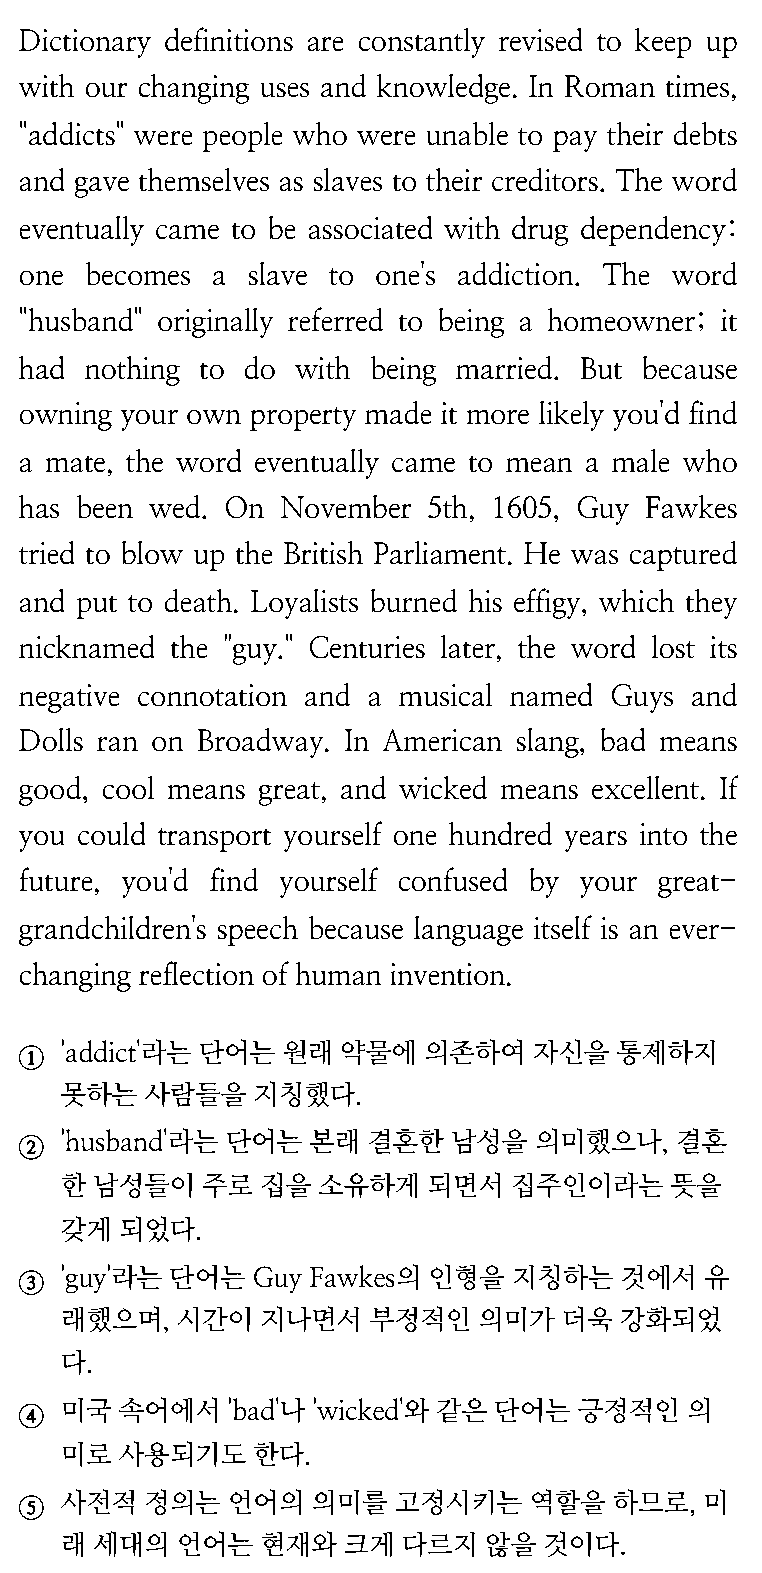 Dictionary definitions are constantly revised to keep up
with our changing uses and knowledge. In Roman times,
"addicts" were people who were unable to pay their debts
and gave themselves as slaves to their creditors. The word
eventually came to be associated with drug dependency:
one becomes a slave to one's addiction. The word
"husband" originally referred to being a homeowner; it
had nothing to do with being married. But because
owning your own property made it more likely you'd find
a mate, the word eventually came to mean a male who
has been wed. On November 5th, 1605, Guy Fawkes
tried to blow up the British Parliament. He was captured
and put to death. Loyalists burned his effigy, which they
nicknamed the "guy." Centuries later, the word lost its
negative connotation and a musical named Guys and
Dolls ran on Broadway. In American slang, bad means
good, cool means great, and wicked means excellent. If
you could transport yourself one hundred years into the
future, you'd find yourself confused by your great-
grandchildren's speech because language itself is an ever-
changing reflection of human invention.
① 'addict'라는 단어는 원래 약물에 의존하여 자신을 통제하지
못하는 사람들을 지칭했다.
② 'husband'라는 단어는 본래 결혼한 남성을 의미했으나, 결혼
한 남성들이 주로 집을 소유하게 되면서 집주인이라는 뜻을
갖게 되었다.
③ 'guy'라는 단어는 Guy Fawkes의 인형을 지칭하는 것에서 유
래했으며, 시간이 지나면서 부정적인 의미가 더욱 강화되었
다.
④ 미국 속어에서 'bad'나 'wicked'와 같은 단어는 긍정적인 의
미로 사용되기도 한다.
⑤ 사전적 정의는 언어의 의미를 고정시키는 역할을 하므로, 미
래 세대의 언어는 현재와 크게 다르지 않을 것이다.